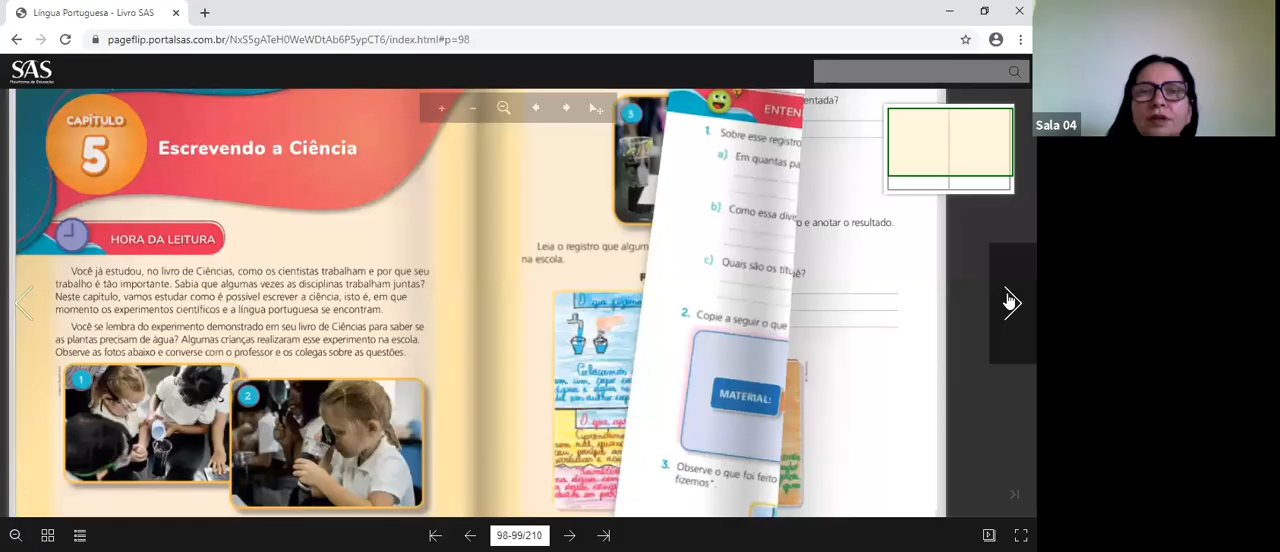 Língua Portuguesa - Livro SAS
pageflip.portalsas.com.br/NxS5gATeH0WeWDtAb6P5ypCT6/index.html#p=98
SAS
Plataforma de Educação
CAPÍTULO
5
Escrevendo a Ciência
HORA DA LEITURA
Você já estudou, no livro de Ciências, como os cientistas trabalham e por que seu
trabalho é tão importante. Sabia que algumas vezes as disciplinas trabalham juntas?
Neste capítulo, vamos estudar como é possível escrever a ciência, isto é, em que
momento os experimentos científicos e a língua portuguesa se encontram.
Você se lembra do experimento demonstrado em seu livro de Ciências para saber se
as plantas precisam de água? Algumas crianças realizaram esse experimento na escola.
Observe as fotos abaixo e converse com o professor e os colegas sobre as questões.
1
2
3
Leia o registro que algum
na escola.
R
Colocamos
ENTEN
1. Sobre esse registro
a) Em quantas pa
b) Como essa divis
c) Quais são os títu
2. Copie a seguir o que
MATERIAL:
3. Observe o que foi feito
fizemos".
entada?
o e anotar o resultado.
?
98-99/210
Sala 04